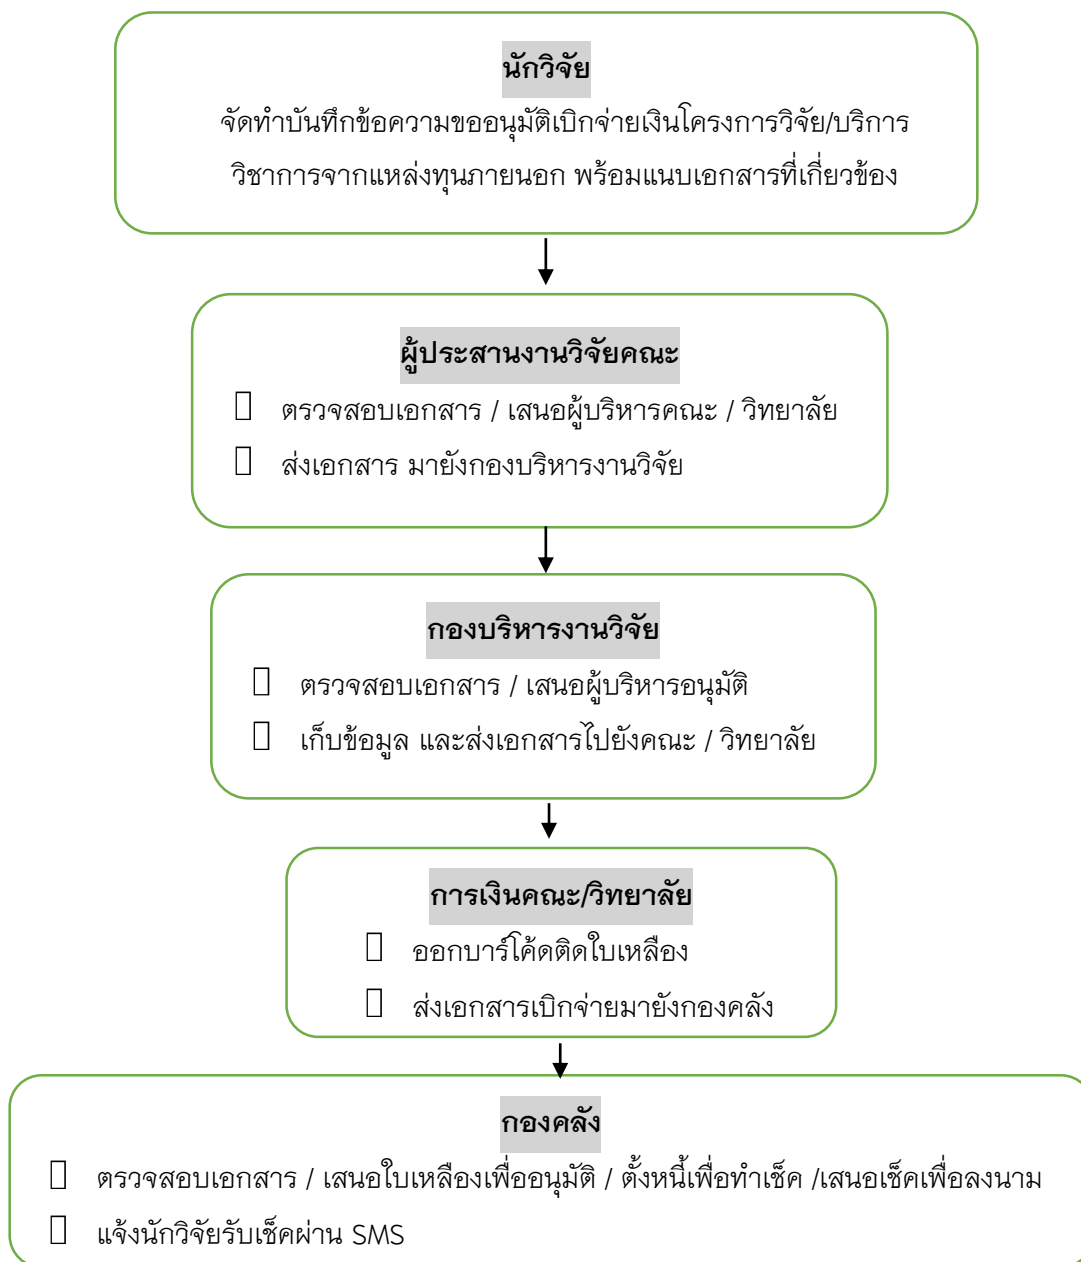 นักวิจัย
จัดทำบันทึกข้อความขออนุมัติเบิกจ่ายเงินโครงการวิจัย/บริการ
วิชาการจากแหล่งทุนภายนอก พร้อมแนบเอกสารที่เกี่ยวข้อง
ผู้ประสานงานวิจัยคณะ
ตรวจสอบเอกสาร / เสนอผู้บริหารคณะ / วิทยาลัย
ส่งเอกสาร มายังกองบริหารงานวิจัย
กองบริหารงานวิจัย
ตรวจสอบเอกสาร / เสนอผู้บริหารอนุมัติ
เก็บข้อมูล และส่งเอกสารไปยังคณะ / วิทยาลัย
การเงินคณะ/วิทยาลัย
ออกบาร์โค้ดติดใบเหลือง
ส่งเอกสารเบิกจ่ายมายังกองคลัง
กองคลัง
ตรวจสอบเอกสาร / เสนอใบเหลืองเพื่ออนุมัติ / ตั้งหนี้เพื่อทำเช็ค /เสนอเช็คเพื่อลงนาม
แจ้งนักวิจัยรับเช็คผ่าน SMS